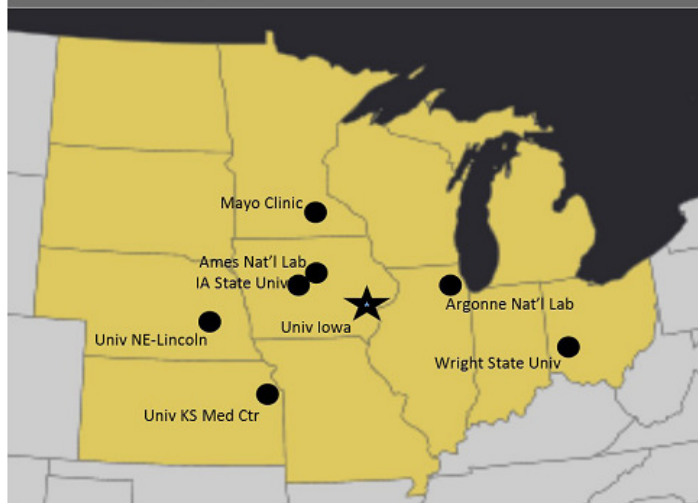 Mayo Clinic
Ames Nat'l Lab
IA State Univ
Argonne Nat'l Lab
Univ Iowa
Univ NE-Lincoln
Wright State Univ
Univ KS Med Ctr